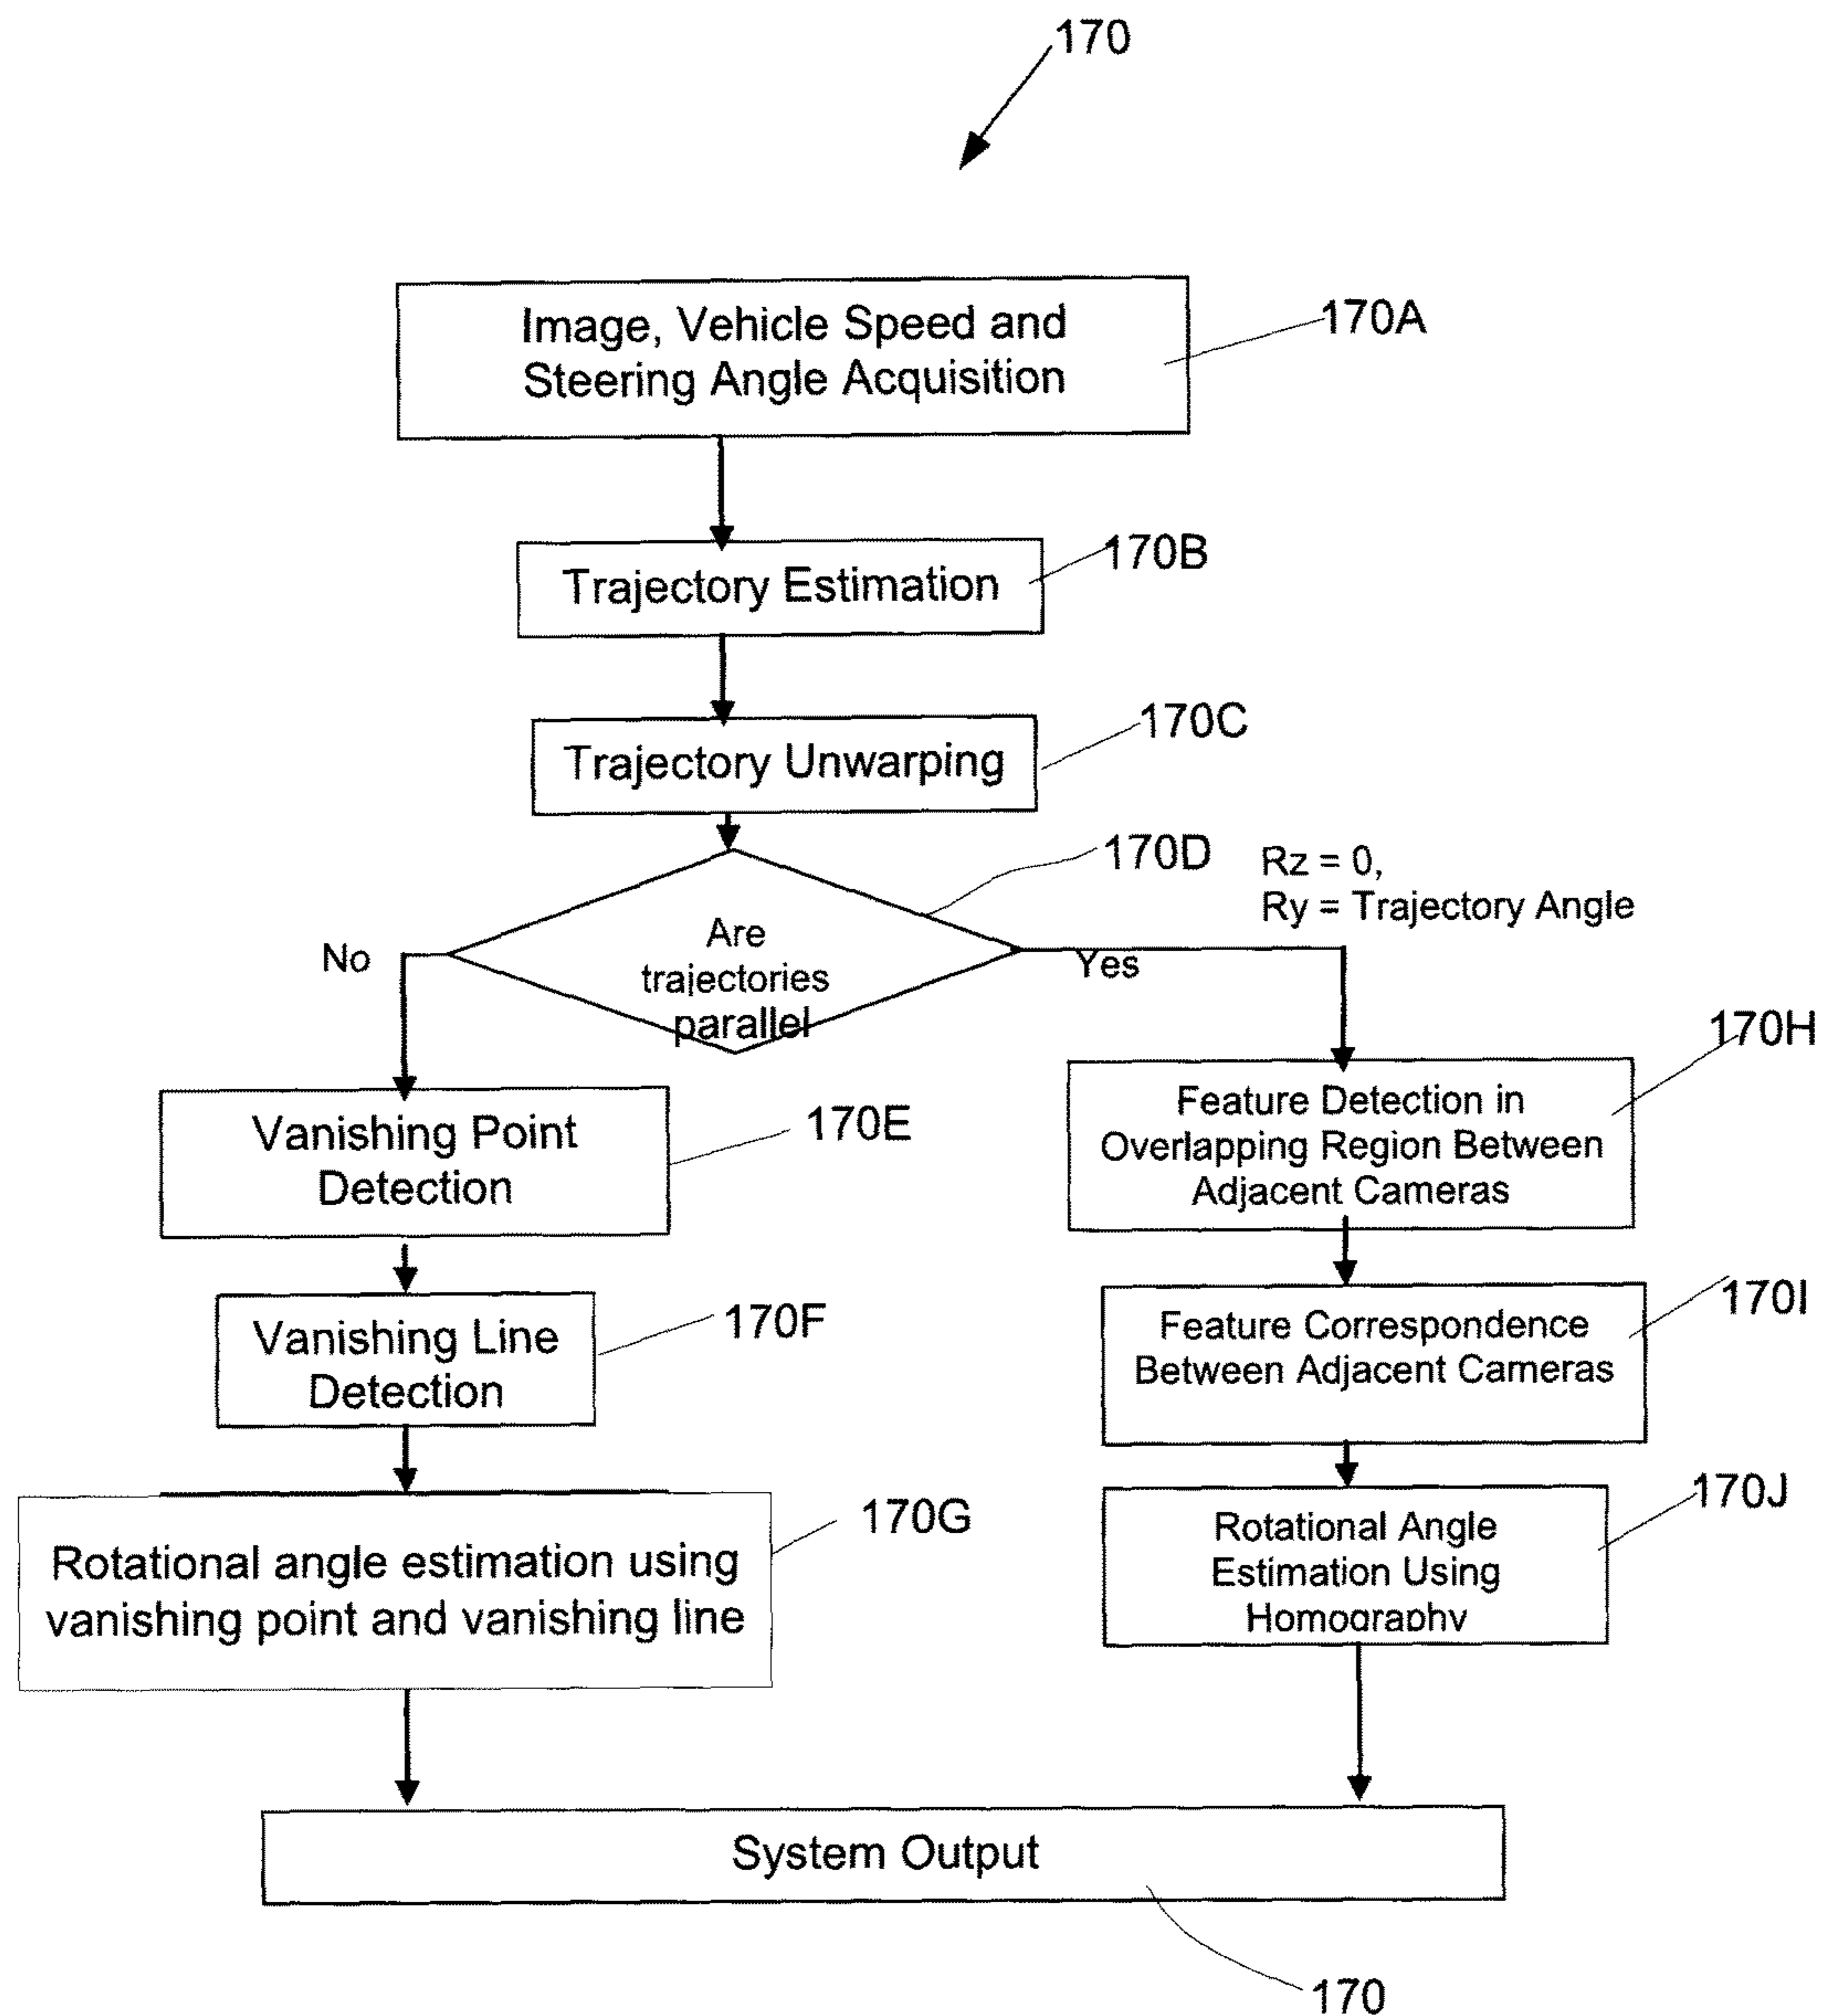 170
Image, Vehicle Speed and
Steering Angle Acquisition
170A
Trajectory Estimation
170B
Trajectory Unwarping
170C
Are
trajectories
parallel
170D
Rz = 0,
Ry = Trajectory Angle
No
Yes
Vanishing Point
Detection
170E
Vanishing Line
Detection
170F
Rotational angle estimation using
vanishing point and vanishing line
170G
Feature Detection in
Overlapping Region Between
Adjacent Cameras
170H
Feature Correspondence
Between Adjacent Cameras
170I
Rotational Angle
Estimation Using
Homography
170J
System Output
170